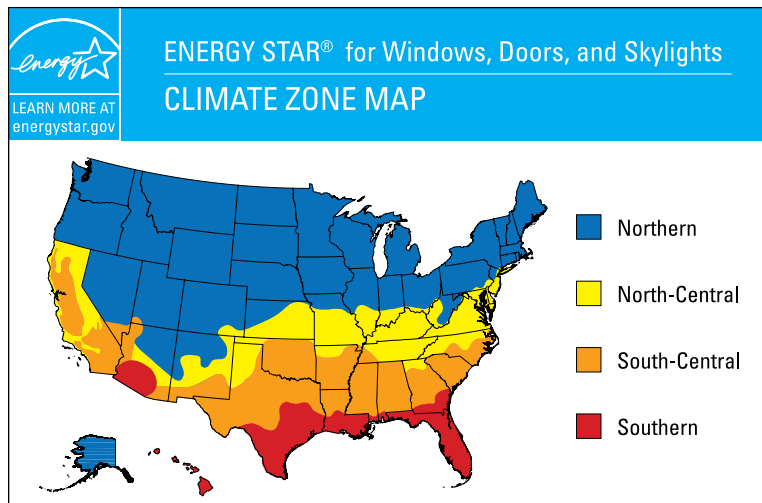 energy
LEARN MORE AT
energystar.gov
ENERGY STAR® for Windows, Doors, and Skylights
CLIMATE ZONE MAP
Northern
North-Central
South-Central
Southern